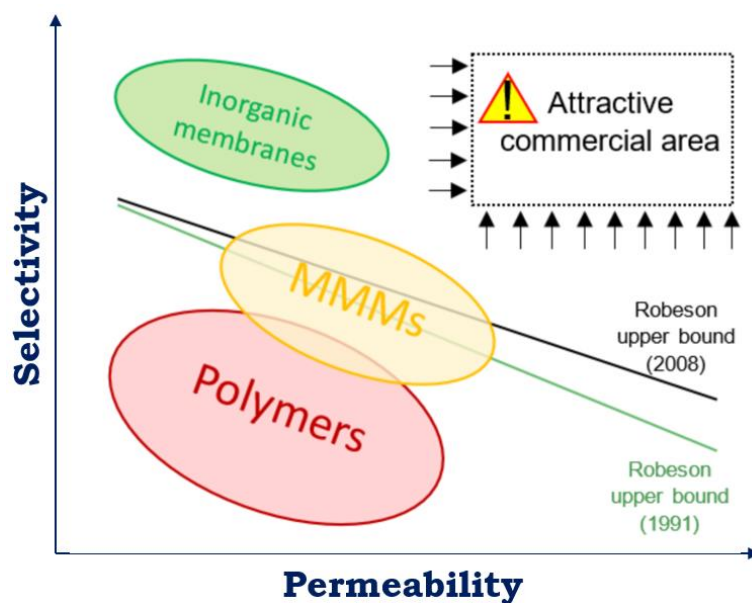 Selectivity
Inorganic
membranes
!
Attractive
commercial area
MMMs
Polymers
Robeson
upper bound
(2008)
Robeson
upper bound
(1991)
Permeability